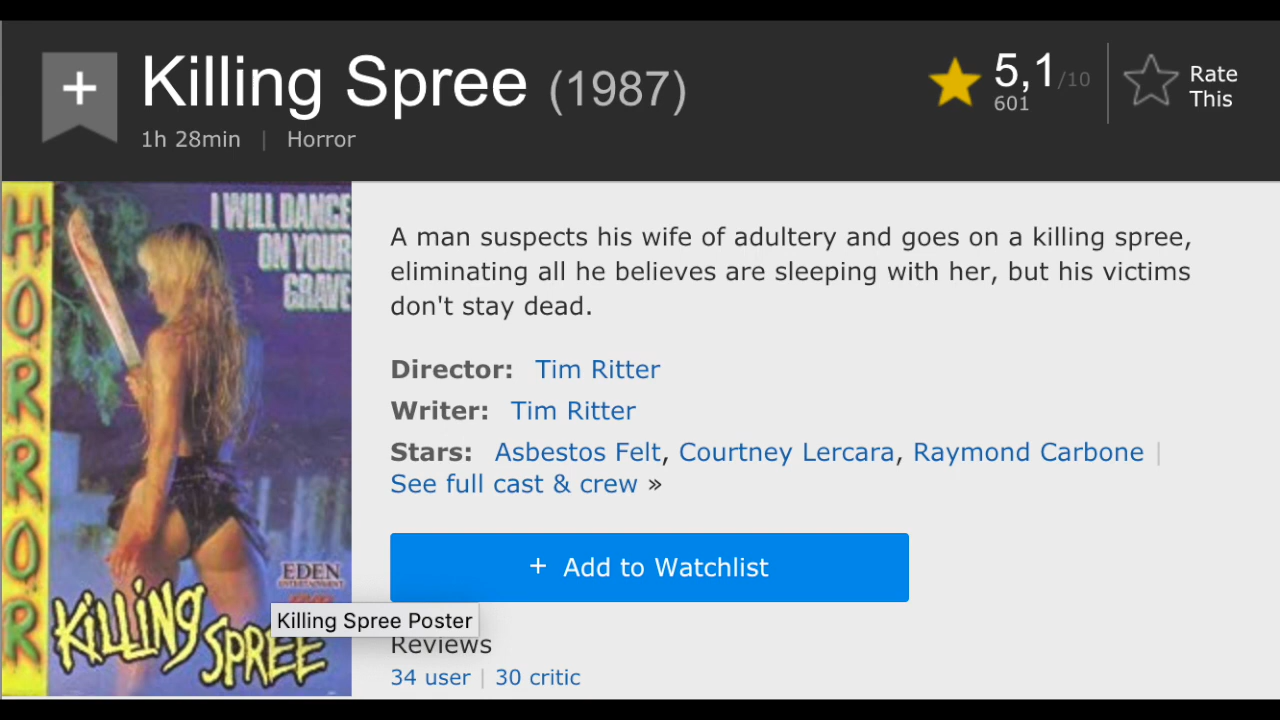 + Killing Spree (1987)
5,1/10
601
Rate
This
1h 28min | Horror
HORROR
I WILL DANCE
ON YOUR
GRAVE
EDEN
ENTERTAINMENT
KiLLiNG
SPREE
A man suspects his wife of adultery and goes on a killing spree,
eliminating all he believes are sleeping with her, but his victims
don't stay dead.
Director: Tim Ritter
Writer: Tim Ritter
Stars: Asbestos Felt, Courtney Lercara, Raymond Carbone |
See full cast & crew »
+ Add to Watchlist
Killing Spree Poster
Reviews
34 user | 30 critic